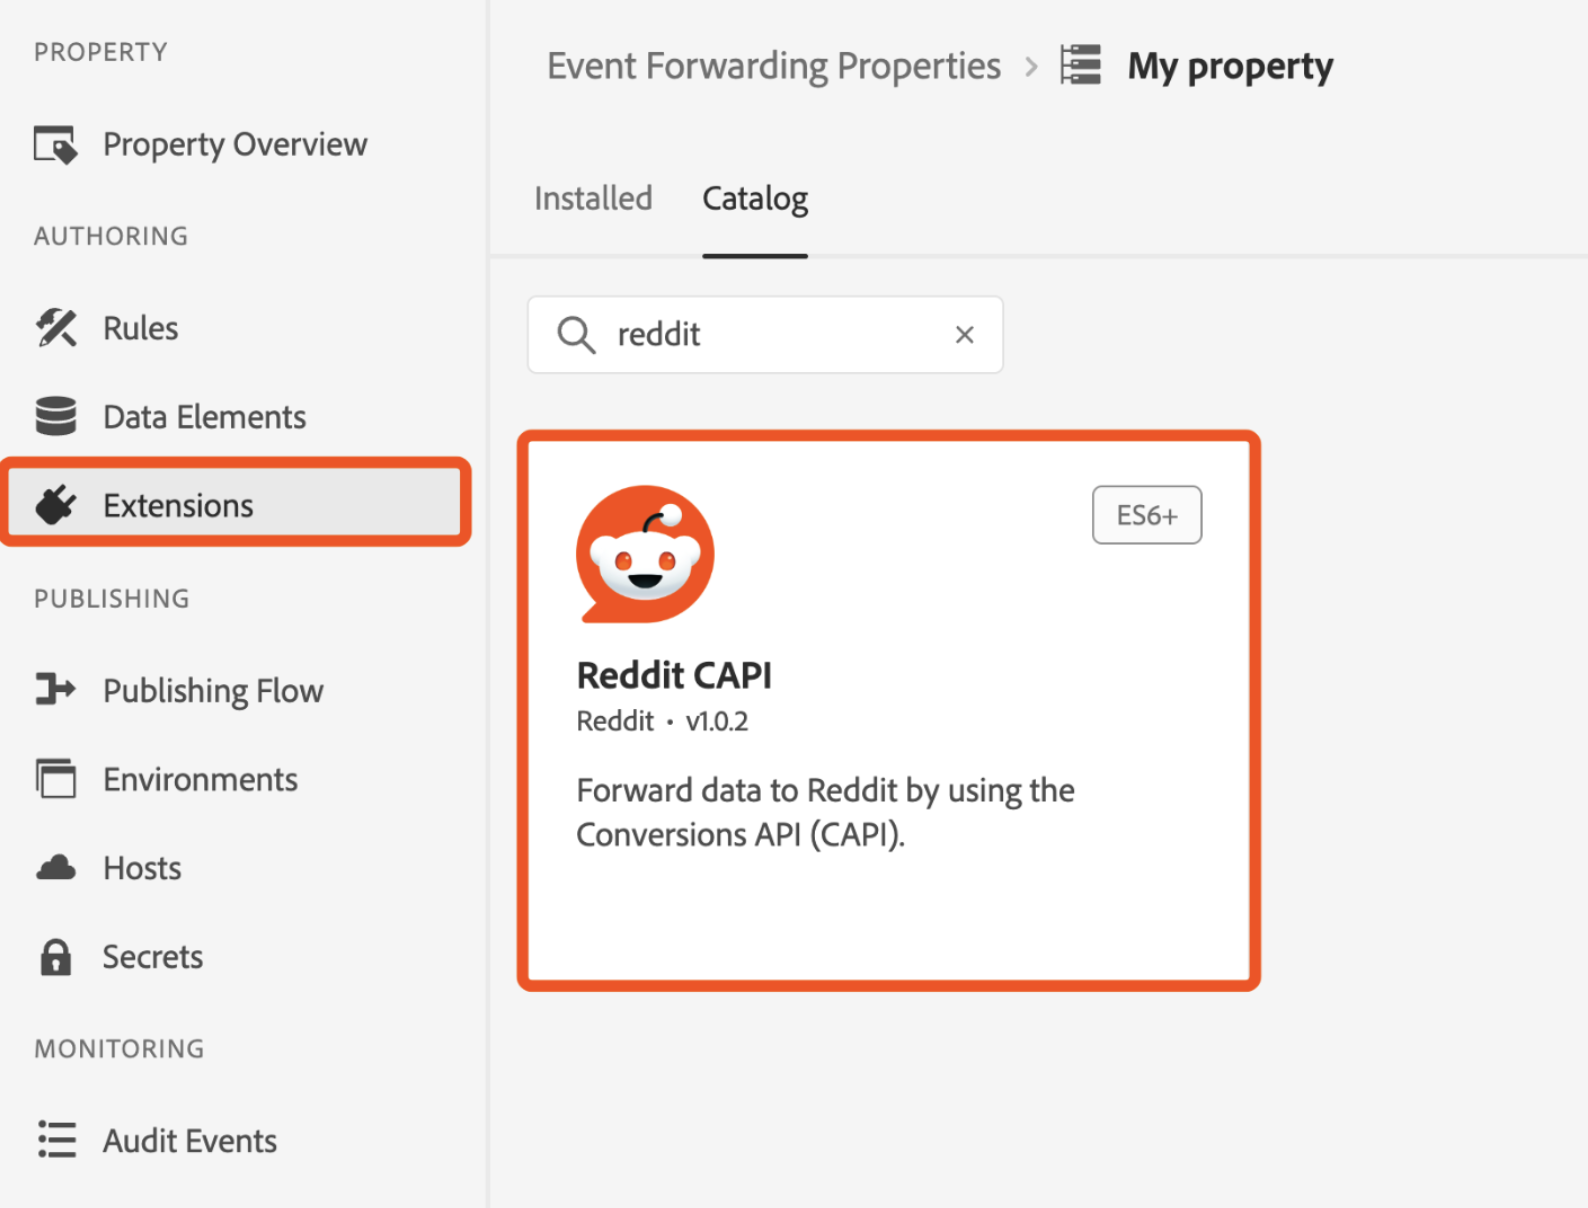 PROPERTY
Property Overview
AUTHORING
Rules
Data Elements
Extensions
PUBLISHING
Publishing Flow
Environments
Hosts
Secrets
MONITORING
Audit Events
Event Forwarding Properties > My property
Installed Catalog
reddit
ES6+
Reddit CAPI
Reddit • v1.0.2
Forward data to Reddit by using the
Conversions API (CAPI).